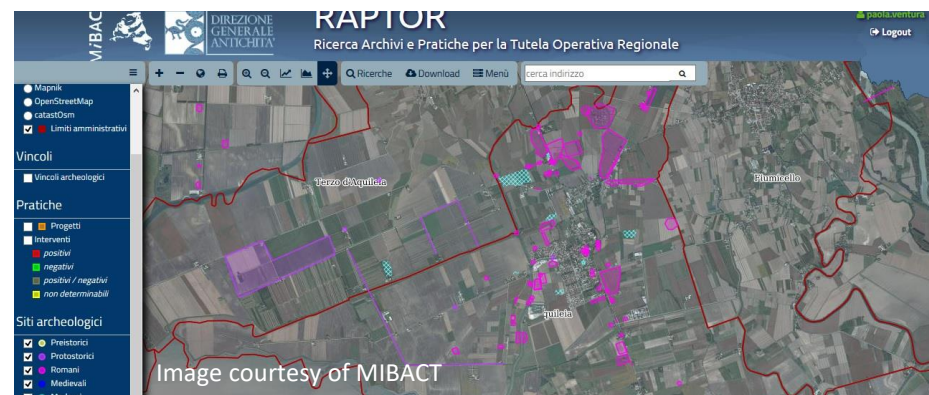 MiBAC
DIREZIONE
GENERALE
ANTICHITA'
RAPTOR
Ricerca Archivi e Pratiche per la Tutela Operativa Regionale
paola.ventura
Logout
Ricerche Download Menù cerca indirizzo
Mapnik
OpenStreetMap
catastOsm
Limiti amministrativi
Vincoli
Vincoli archeologici
Pratiche
Progetti
Interventi
positivi
negativi
positivi / negativi
non determinabili
Siti archeologici
Preistorici
Protostorici
Romani
Medievali
Terzo d'Aquileia
Fiumicello
quileia
Image courtesy of MIBACT